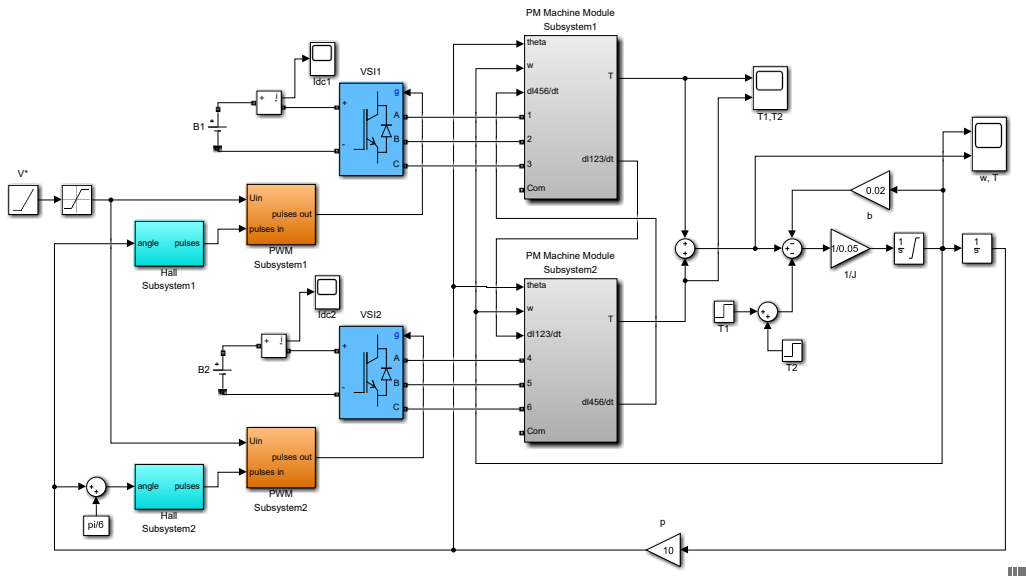 PM Machine Module
Subsystem1
theta
w
dI456/dt
1
2
3
Com
T
dI123/dt
Idc1
+
i
-
B1
+
VSI1
+
-
g
A
B
C
T1,T2
w, T
0.02
b
V*
Uin
pulses in
pulses out
PWM
Subsystem1
angle
pulses
Hall
Subsystem1
+
+
-
-
+
1/0.05
1/J
1
s
1
s
T1
+
+
T2
PM Machine Module
Subsystem2
theta
w
dI123/dt
4
5
6
Com
T
dI456/dt
Idc2
+
i
-
B2
+
VSI2
+
-
g
A
B
C
Uin
pulses in
pulses out
PWM
Subsystem2
+
+
pi/6
angle
pulses
Hall
Subsystem2
p
10